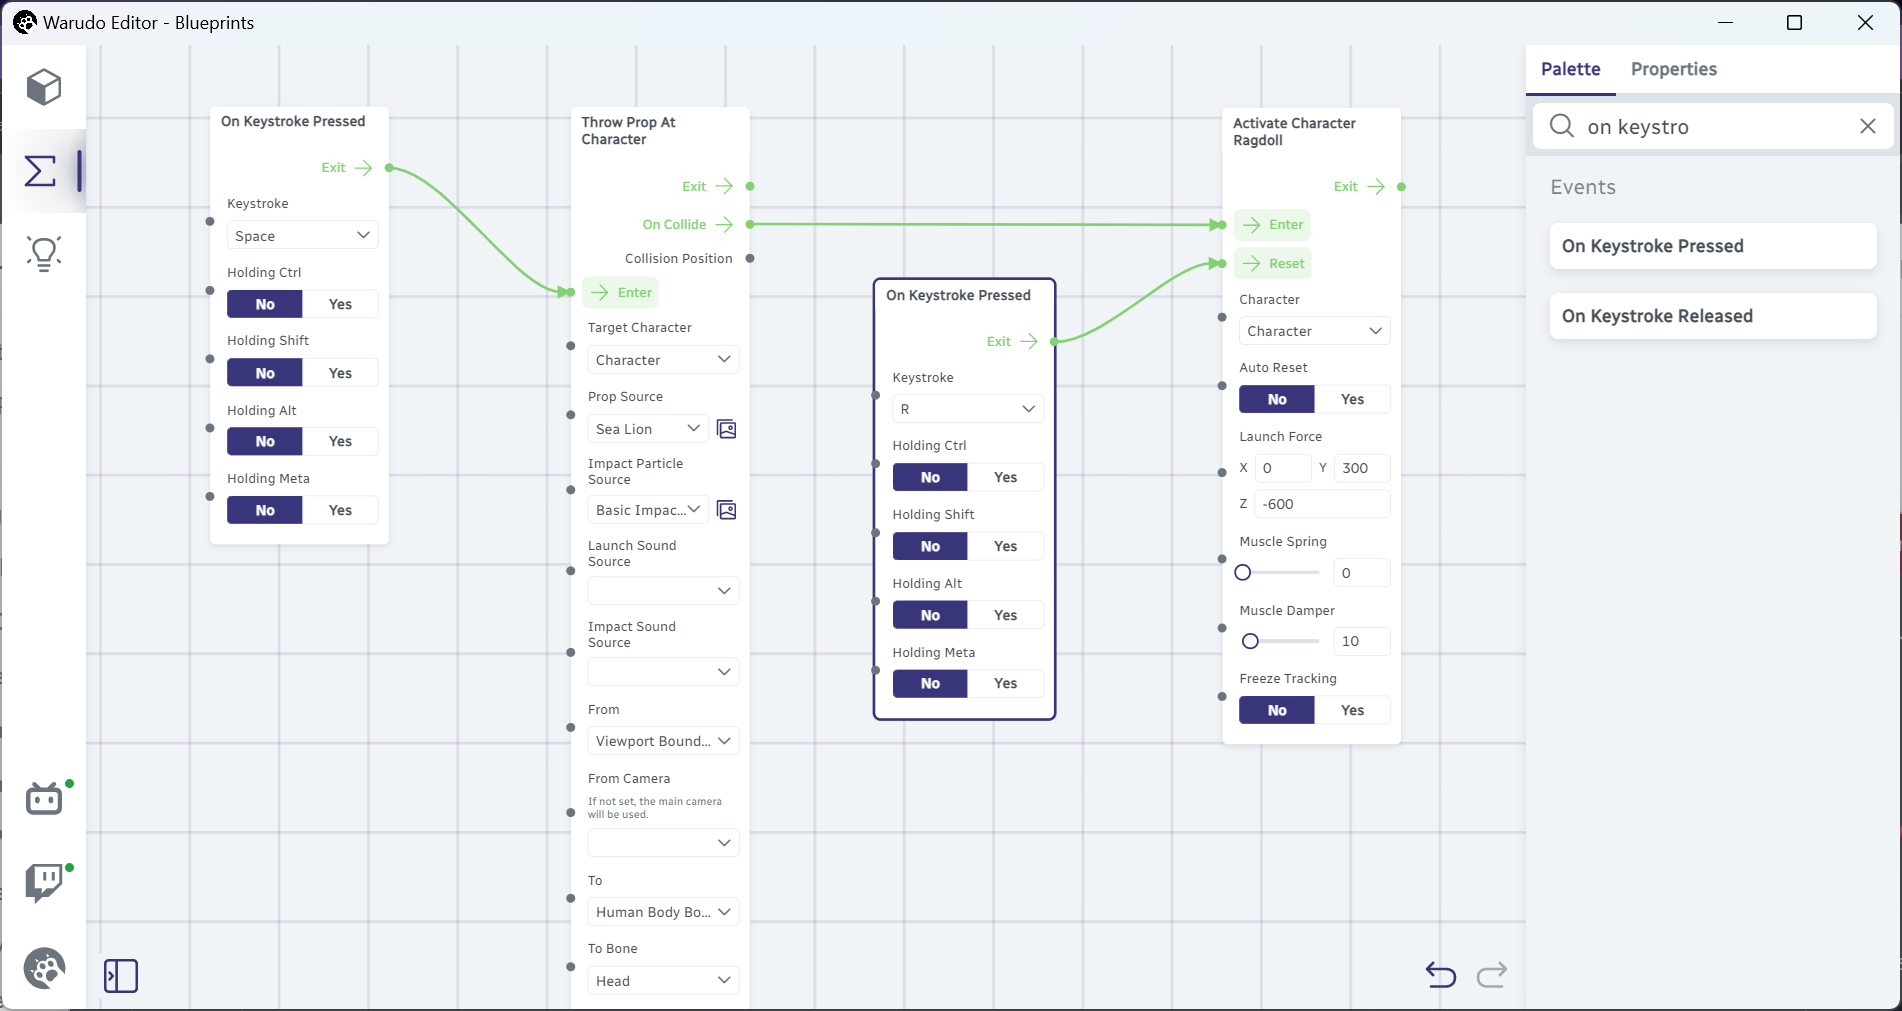 Warudo Editor - Blueprints
On Keystroke Pressed
Exit
Keystroke
Space
Holding Ctrl
No Yes
Holding Shift
No Yes
Holding Alt
No Yes
Holding Meta
No Yes
Throw Prop At
Character
Exit
On Collide
Collision Position
Enter
Target Character
Character
Prop Source
Sea Lion
Impact Particle
Source
Basic Impac...
Launch Sound
Source
Impact Sound
Source
From
Viewport Bound...
From Camera
If not set, the main camera
will be used.
To
Human Body Bo...
To Bone
Head
On Keystroke Pressed
Exit
Keystroke
R
Holding Ctrl
No Yes
Holding Shift
No Yes
Holding Alt
No Yes
Holding Meta
No Yes
Activate Character
Ragdoll
Exit
Enter
Reset
Character
Character
Auto Reset
No Yes
Launch Force
X 0 Y 300
Z -600
Muscle Spring
0
Muscle Damper
10
Freeze Tracking
No Yes
Palette Properties
on keystro
Events
On Keystroke Pressed
On Keystroke Released